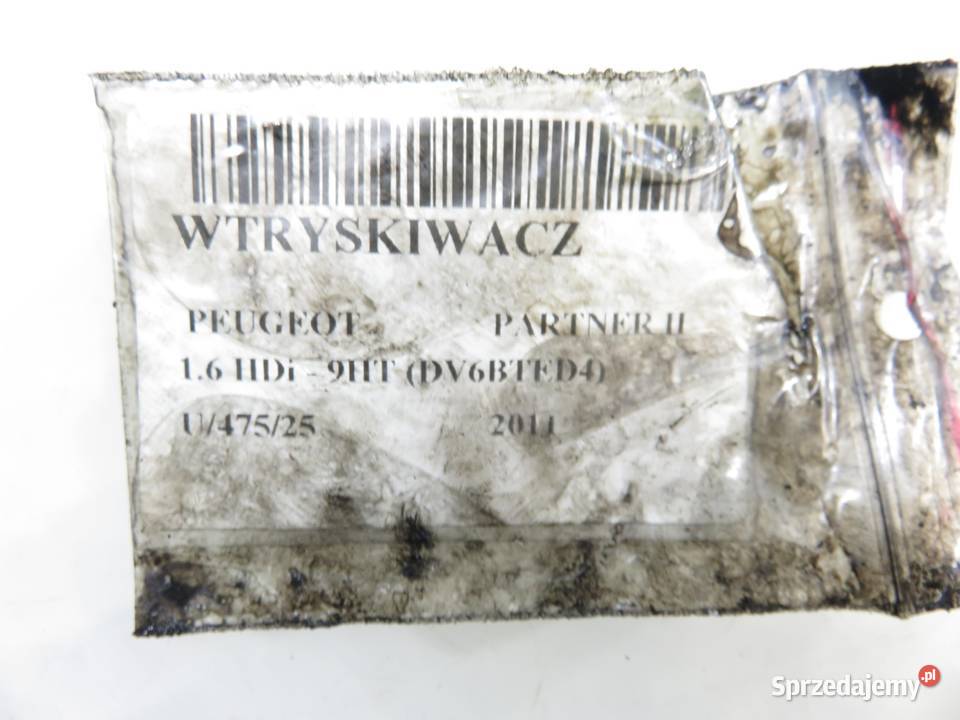 WTRYSKIWACZ
PEUGEOT PARTNER II
1.6 HDi - 9HT (DV6BTED4)
U/475/25 2011
Sprzedajemy.pl